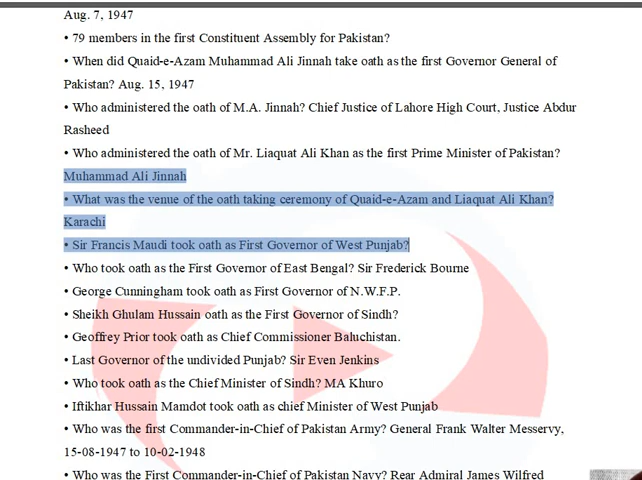 Aug. 7, 1947
• 79 members in the first Constituent Assembly for Pakistan?
• When did Quaid-e-Azam Muhammad Ali Jinnah take oath as the first Governor General of
Pakistan? Aug. 15, 1947
• Who administered the oath of M.A. Jinnah? Chief Justice of Lahore High Court, Justice Abdur
Rasheed
• Who administered the oath of Mr. Liaquat Ali Khan as the first Prime Minister of Pakistan?
Muhammad Ali Jinnah
• What was the venue of the oath taking ceremony of Quaid-e-Azam and Liaquat Ali Khan?
Karachi
• Sir Francis Maudi took oath as First Governor of West Punjab?
• Who took oath as the First Governor of East Bengal? Sir Frederick Bourne
• George Cunningham took oath as First Governor of N.W.F.P.
• Sheikh Ghulam Hussain oath as the First Governor of Sindh?
• Geoffrey Prior took oath as Chief Commissioner Baluchistan.
• Last Governor of the undivided Punjab? Sir Even Jenkins
• Who took oath as the Chief Minister of Sindh? MA Khuro
• Iftikhar Hussain Mamdot took oath as chief Minister of West Punjab
• Who was the first Commander-in-Chief of Pakistan Army? General Frank Walter Messervy,
15-08-1947 to 10-02-1948
• Who was the First Commander-in-Chief of Pakistan Navy? Rear Admiral James Wilfred